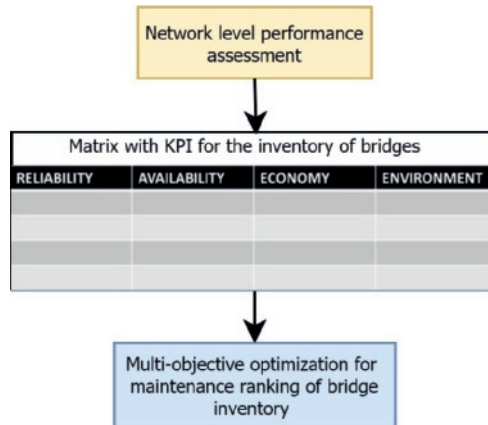 Network level performance
assessment
Matrix with KPI for the inventory of bridges
RELIABILITY AVAILABILITY ECONOMY ENVIRONMENT
Multi-objective optimization for
maintenance ranking of bridge
inventory